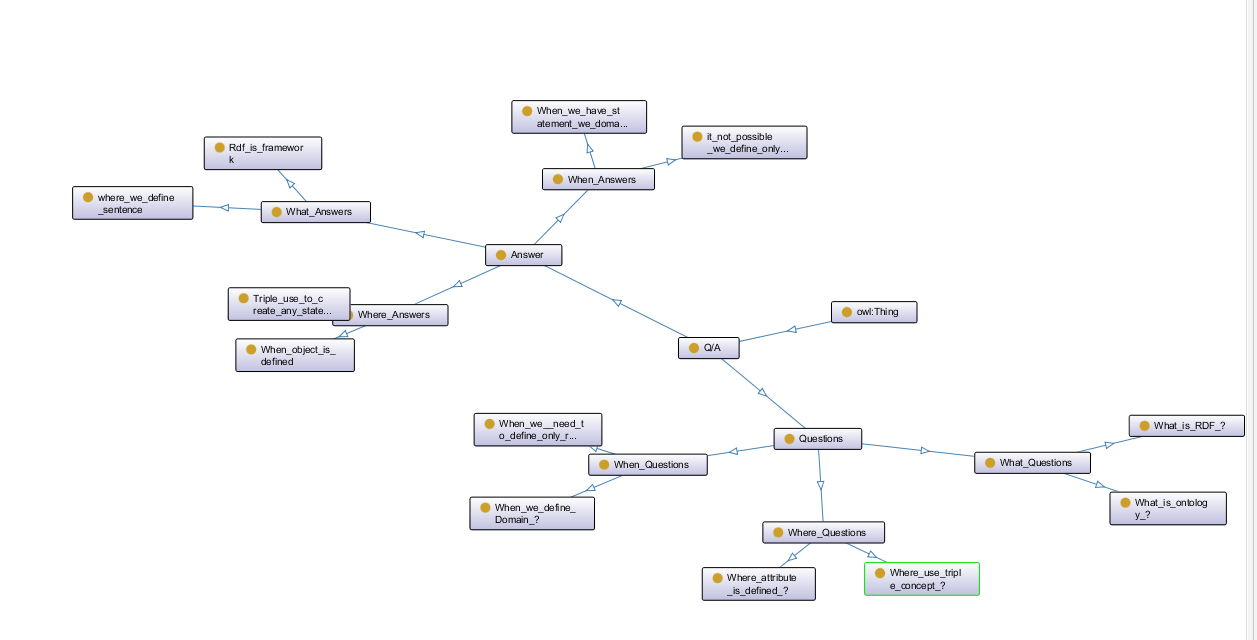 When_we_have_st
atement_we_doma...
it_not_possible
_we_define_only...
Rdf_is_framewor
k
When_Answers
where_we_define
_sentence
What_Answers
Answer
Triple_use_to_c
reate_any_state...
Where_Answers
owl:Thing
When_object_is_
defined
Q/A
When_we__need_t
o_define_only_r...
Questions
What_is_RDF_?
When_Questions
What_Questions
When_we_define_
Domain_?
What_is_ontolog
y_?
Where_Questions
Where_attribute
_is_defined_?
Where_use_tripl
e_concept_?